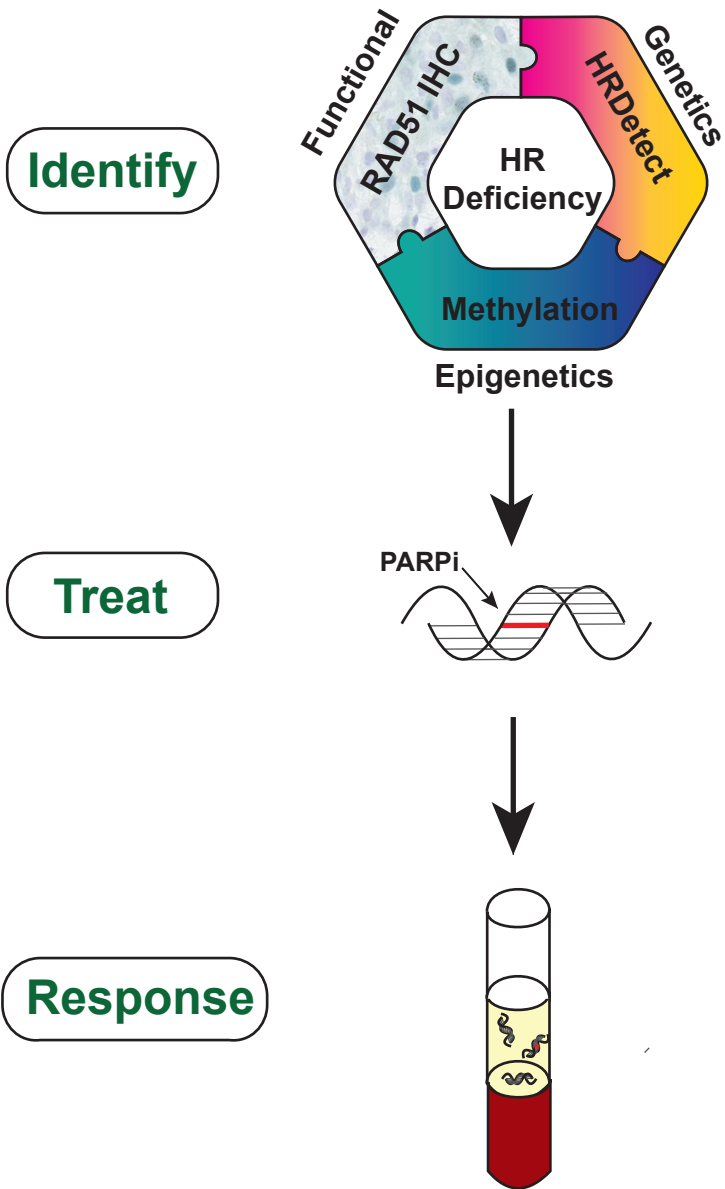 Functional
Genetics
RAD51 IHC
HRDetect
Identify
HR
Deficiency
Methylation
Epigenetics
PARPi
Treat
Response